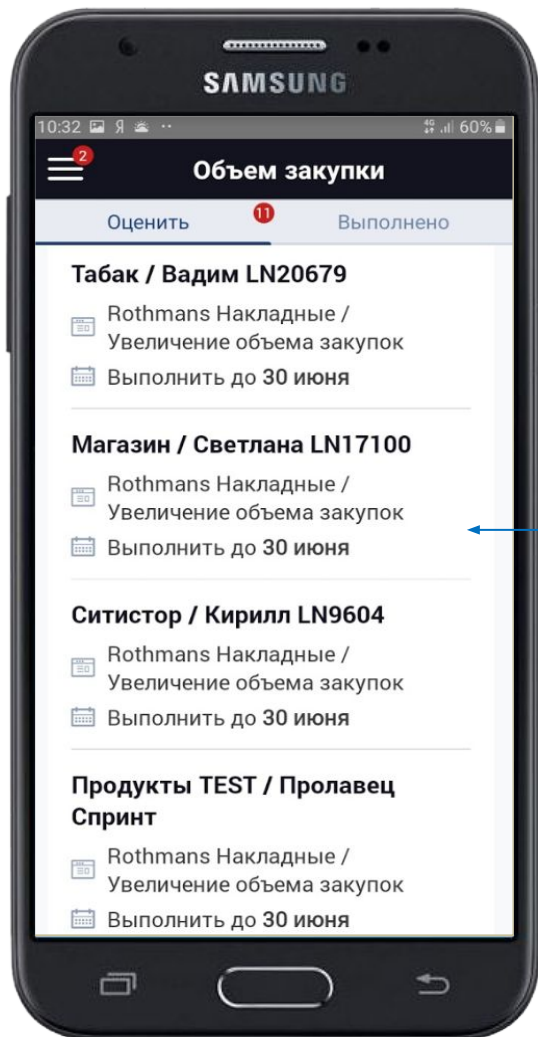 SAMSUNG
10:32 Я 4G 60%
2
Объем закупки
Оценить 11 Выполнено
Табак / Вадим LN20679
Rothmans Накладные /
Увеличение объема закупок
Выполнить до 30 июня
Магазин / Светлана LN17100
Rothmans Накладные /
Увеличение объема закупок
Выполнить до 30 июня
Ситистор / Кирилл LN9604
Rothmans Накладные /
Увеличение объема закупок
Выполнить до 30 июня
Продукты TEST / Пролавец
Спринт
Rothmans Накладные /
Увеличение объема закупок
Выполнить до 30 июня